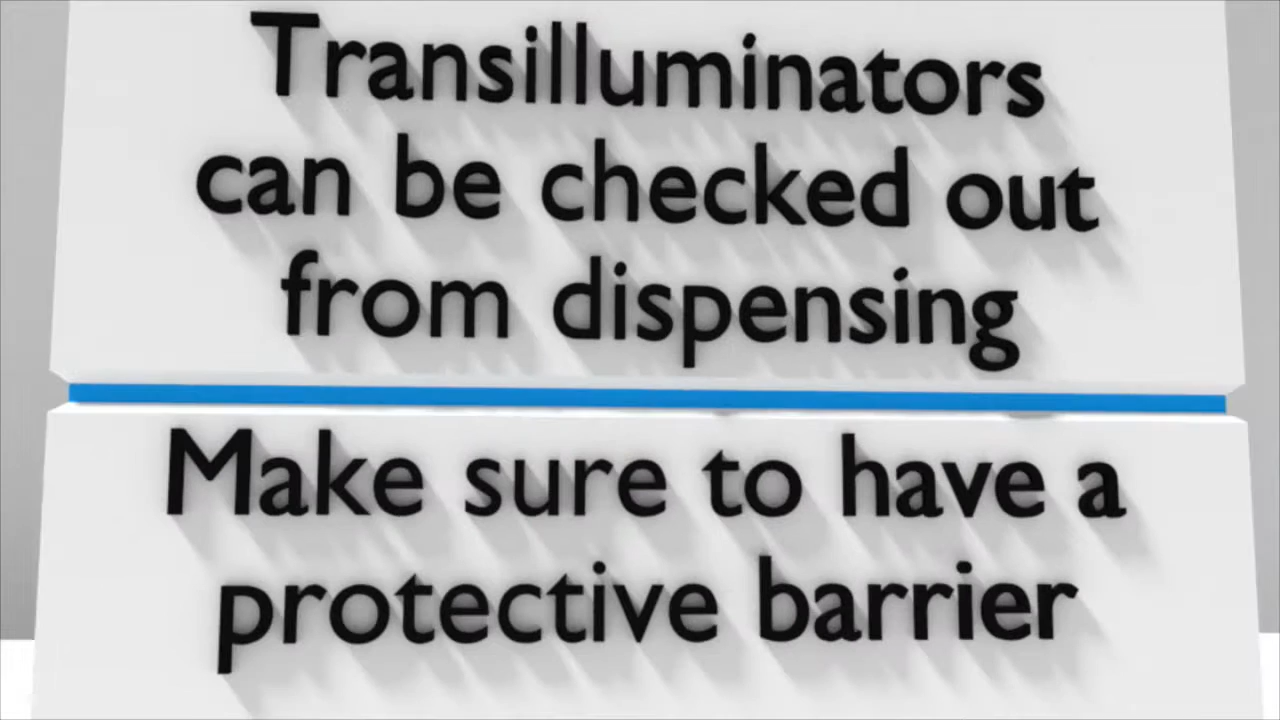 Transilluminators
can be checked out
from dispensing
Make sure to have a
protective barrier